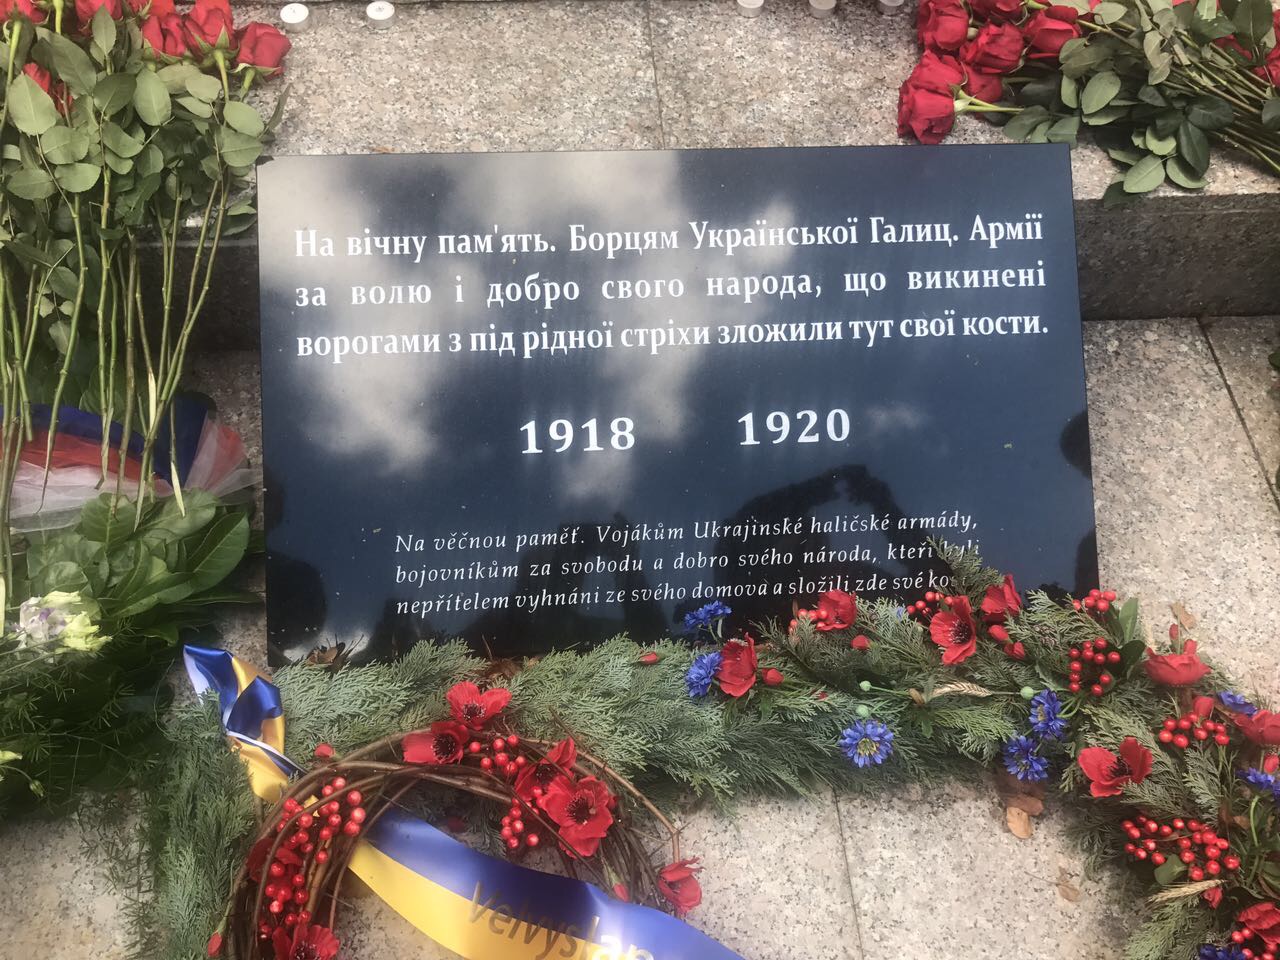 На вічну пам'ять. Борцям Української Галиц. Армії
за волю і добро свого народа, що викинені
ворогами з під рідної стріхи зложили тут свої кости.
1918 1920
Na věčnou paměť. Vojákům Ukrajinské haličské armády,
bojovníkům za svobodu a dobro svého národa, kteří byli
nepřítelem vyhnáni ze svého domova a složili zde své